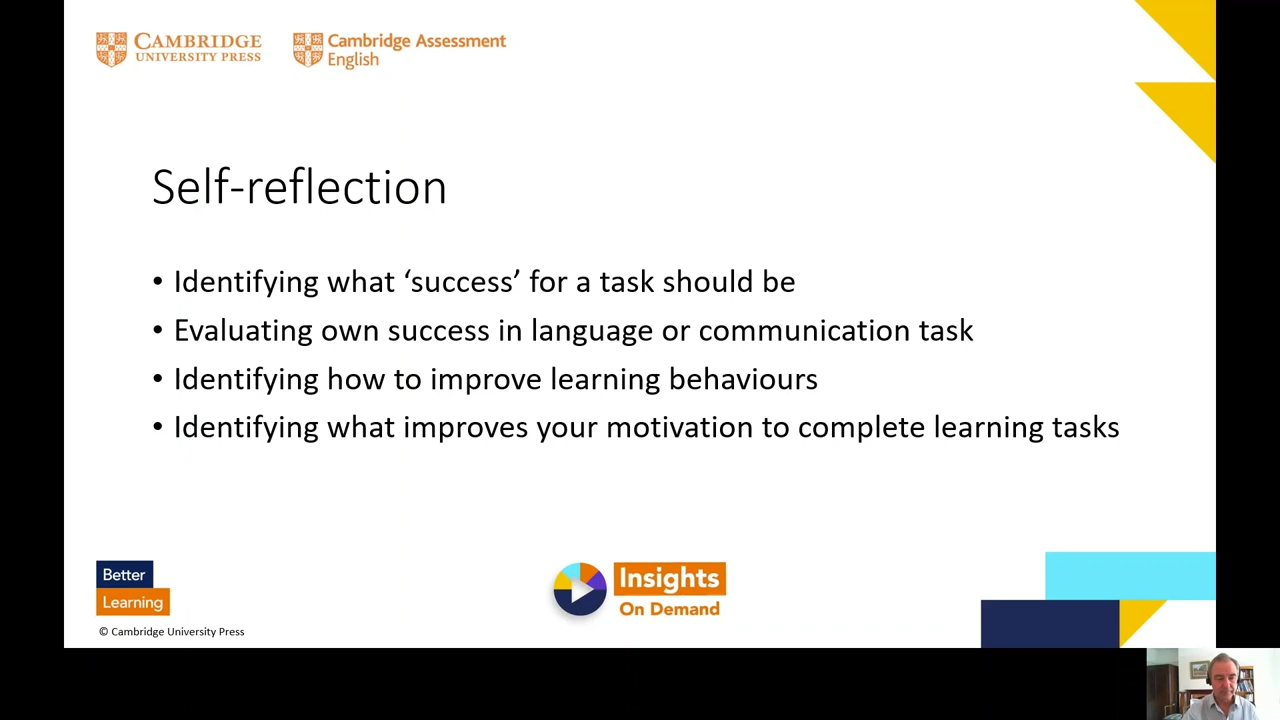 CAMBRIDGE
UNIVERSITY PRESS
Cambridge Assessment
English
Self-reflection
• Identifying what ‘success’ for a task should be
• Evaluating own success in language or communication task
• Identifying how to improve learning behaviours
• Identifying what improves your motivation to complete learning tasks
Better
Learning
Insights
On Demand
© Cambridge University Press